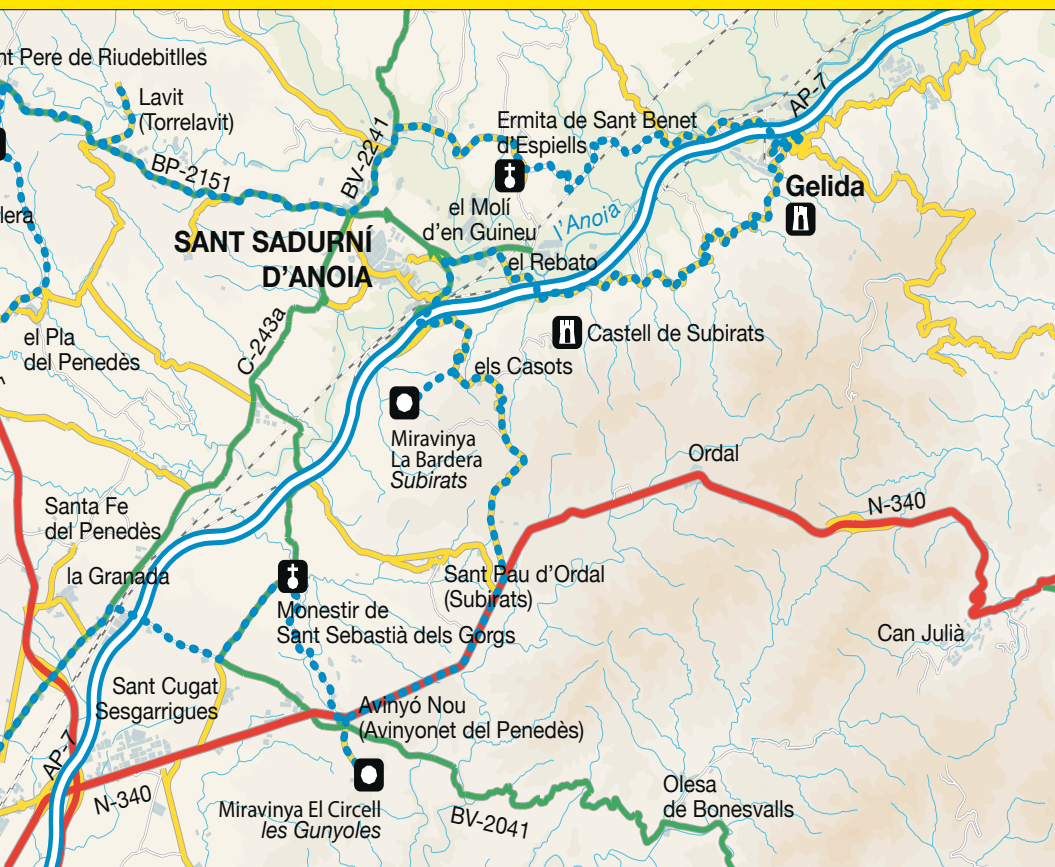 nt Pere de Riudebitlles
Lavit
(Torrelavit)
BP-2151
BV-2241
AP-7
Ermita de Sant Benet
d'Espiells
Gelida
l'Anoia
el Molí
d'en Guineu
lera
SANT SADURNÍ
D'ANOIA
el Rebato
el Pla
del Penedès
C-243a
Castell de Subirats
els Casots
Miravinya
La Bardera
Subirats
Ordal
N-340
Santa Fe
del Penedès
la Granada
Sant Pau d'Ordal
(Subirats)
Monestir de
Sant Sebastià dels Gorgs
Can Julià
Sant Cugat
Sesgarrigues
Avinyó Nou
(Avinyonet del Penedès)
AP-7
N-340
Miravinya El Circell
les Gunyoles
BV-2041
Olesa
de Bonesvalls